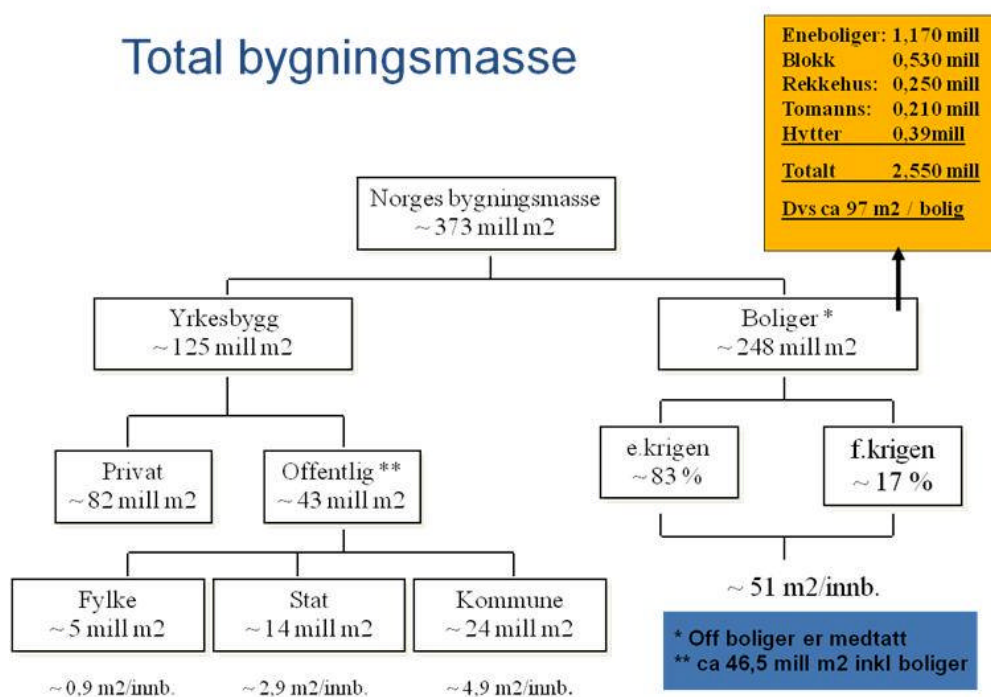 Total bygningsmasse
Eneboliger: 1,170 mill
Blokk 0,530 mill
Rekkehus: 0,250 mill
Tomanns: 0,210 mill
Hytter 0,39mill
Totalt 2,550 mill
Dvs ca 97 m2 / bolig
Norges bygningsmasse
~ 373 mill m2
Yrkesbygg
~ 125 mill m2
Boliger *
~ 248 mill m2
Privat
~ 82 mill m2
Offentlig **
~ 43 mill m2
e.krigen
~ 83 %
f.krigen
~ 17 %
Fylke
~ 5 mill m2
Stat
~ 14 mill m2
Kommune
~ 24 mill m2
~ 51 m2/innb.
~ 0,9 m2/innb.
~ 2,9 m2/innb.
~ 4,9 m2/innb.
* Off boliger er medtatt
** ca 46,5 mill m2 inkl boliger